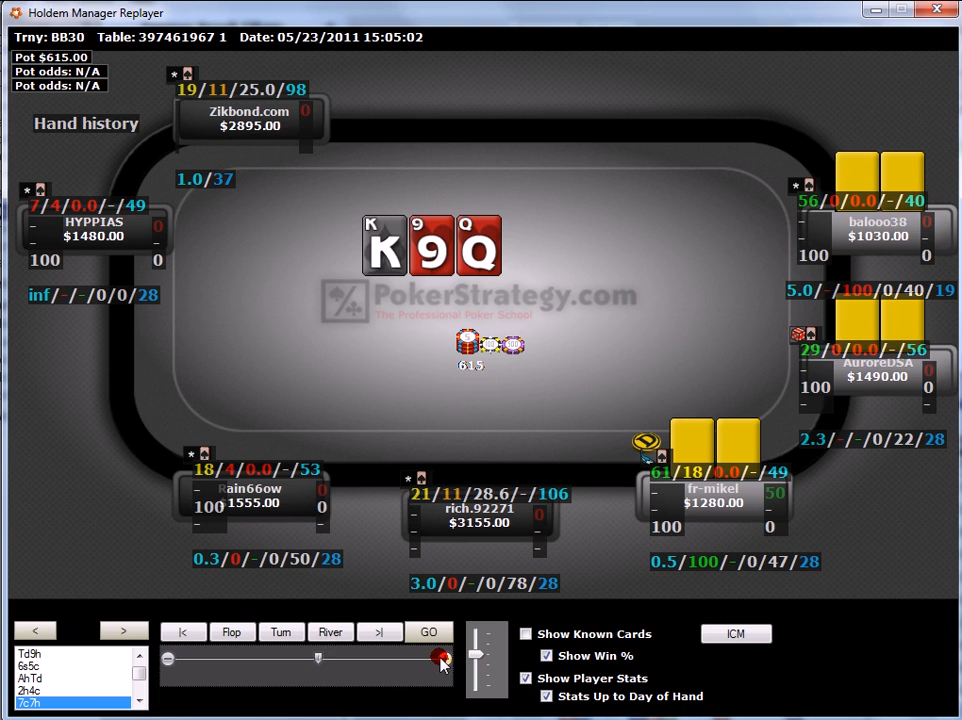 Holdem Manager Replayer
Trny: BB30 Table: 397461967 1 Date: 05/23/2011 15:05:02
Pot $615.00
Pot odds: N/A
Pot odds: N/A
Hand history
*
19/11/25.0/98
Zikbond.com 0
$2895.00
1.0/37
*
7/4/0.0/-/49
HYPPIAS 0
$1480.00
100 0
inf/-/-/0/0/28
K 9 Q
K 9 Q
*
56/0/0.0/-/40
balooo38 0
$1030.00
100 0
5.0/-/100/0/40/19
PokerStrategy.com
The Professional Poker School
615
29/0/0.0/-/56
AuroreDSA 0
$1490.00
100 0
2.3/-/-/0/22/28
D
*
18/4/0.0/-/53
Rain66ow 0
$1555.00
100 0
0.3/0/-/0/50/28
*
21/11/28.6/-/106
rich.92271 0
$3155.00
3.0/0/-/0/78/28
61/18/0.0/-/49
fr-mikel 50
$1280.00
100 0
0.5/100/-/0/47/28
< > |< Flop Turn River >| GO
Td9h
6s5c
AhTd
2h4c
7c7h
Show Known Cards
Show Win %
Show Player Stats
Stats Up to Day of Hand
ICM